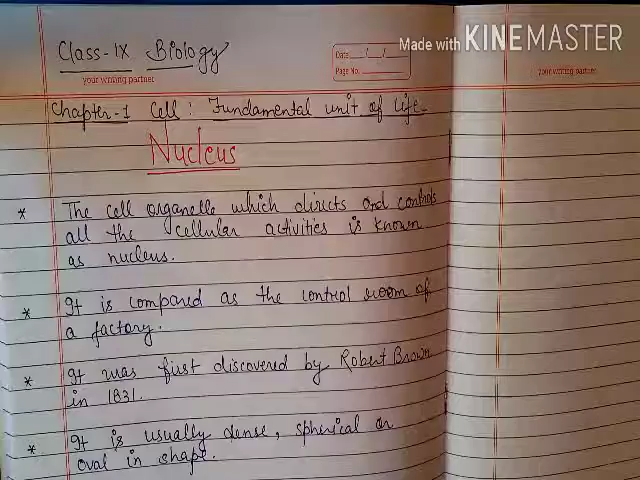 Class-IX Biology
your writing partner
Date / /
Page No.
Made with KINEMASTER
your writing partner
Chapter-1 Cell: Fundamental unit of life-
Nucleus
* The cell organelle which directs and controls
all the cellular activities is known
as nucleus.
* It is compared as the control room of
a factory.
* It was first discovered by Robert Brown
in 1831.
* It is usually dense, spherical or
oval in shape.